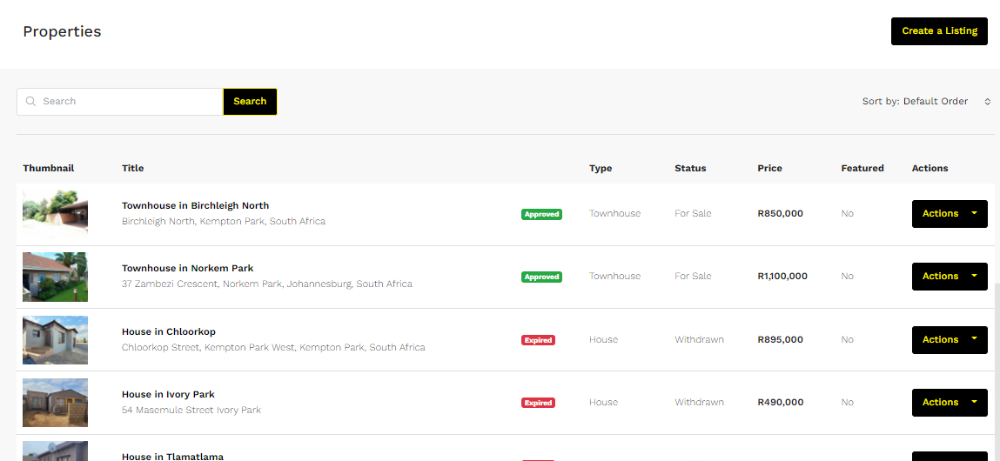 Properties
Create a Listing
Search
Search
Sort by: Default Order
Thumbnail Title Type Status Price Featured Actions
Townhouse in Birchleigh North
Birchleigh North, Kempton Park, South Africa
Approved Townhouse For Sale R850,000 No Actions
Townhouse in Norkem Park
37 Zambezi Crescent, Norkem Park, Johannesburg, South Africa
Approved Townhouse For Sale R1,100,000 No Actions
House in Chloorkop
Chloorkop Street, Kempton Park West, Kempton Park, South Africa
Expired House Withdrawn R895,000 No Actions
House in Ivory Park
54 Masemule Street Ivory Park
Expired House Withdrawn R490,000 No Actions
House in Tlamatlama